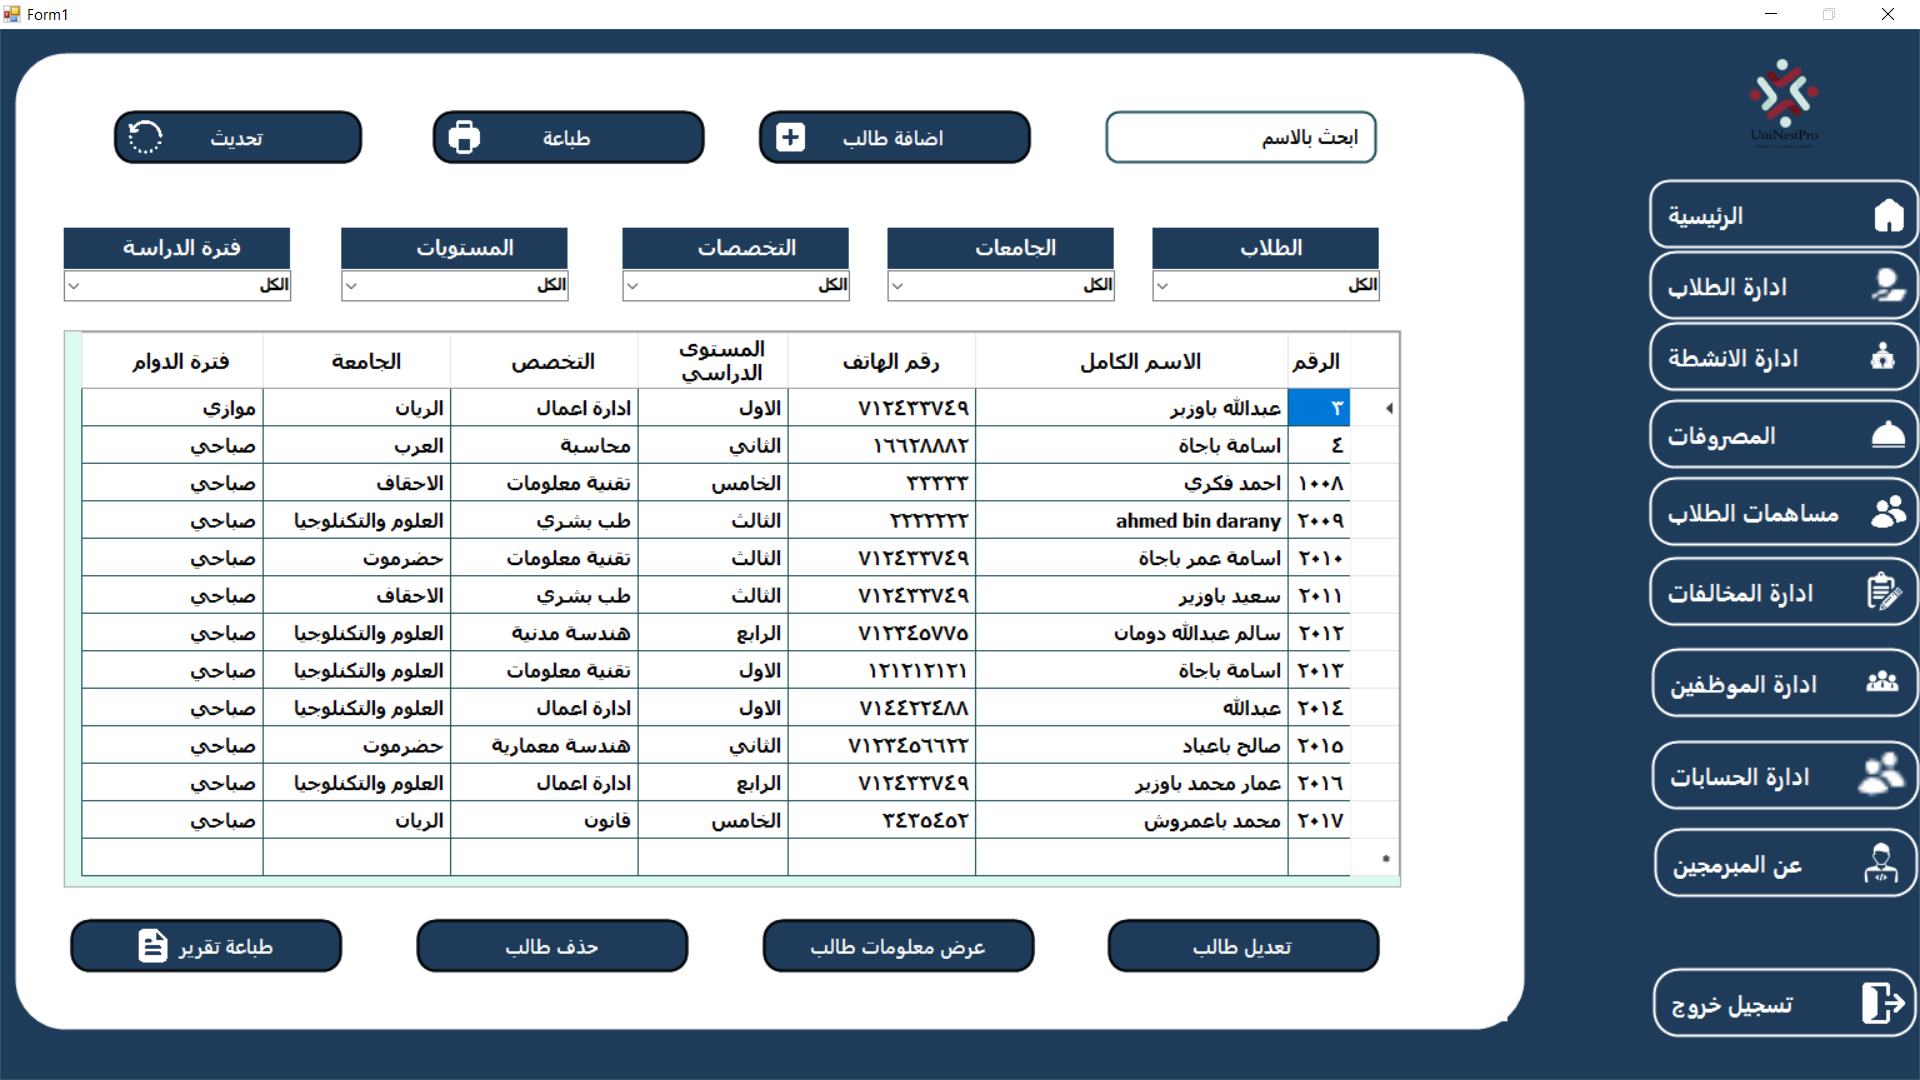 Form1
UniNestPro
ابحث بالاسم
اضافة طالب
طباعة
تحديث
الطلاب
الجامعات
التخصصات
المستويات
فترة الدراسة
الكل
الكل
الكل
الكل
الكل
الرقم الاسم الكامل رقم الهاتف المستوى الدراسي التخصص الجامعة فترة الدوام
٣ عبدالله باوزير ٧١٢٤٣٣٧٤٩ الاول ادارة اعمال الريان موازي
٤ اسامة باجاة ١٦٦٢٨٨٨٢ الثاني محاسبة العرب صباحي
١٠٠٨ احمد فكري ٣٣٣٣٣ الخامس تقنية معلومات الاحقاف صباحي
٢٠٠٩ ahmed bin darany ٢٢٢٢٢٢٢ الثالث طب بشري العلوم والتكنلوجيا صباحي
٢٠١٠ اسامة عمر باجاة ٧١٢٤٣٣٧٤٩ الثالث تقنية معلومات حضرموت صباحي
٢٠١١ سعيد باوزير ٧١٢٤٣٣٧٤٩ الثالث طب بشري الاحقاف صباحي
٢٠١٢ سالم عبدالله دومان ٧١٢٣٤٥٧٧٥ الرابع هندسة مدنية العلوم والتكنلوجيا صباحي
٢٠١٣ اسامة باجاة ١٢١٢١٢١٢١ الاول تقنية معلومات العلوم والتكنلوجيا صباحي
٢٠١٤ عبدالله ٧١٤٤٢٢٤٨٨ الاول ادارة اعمال العلوم والتكنلوجيا صباحي
٢٠١٥ صالح باعباد ٧١٢٣٤٥٦٦٢٢ الثاني هندسة معمارية حضرموت صباحي
٢٠١٦ عمار محمد باوزير ٧١٢٤٣٣٧٤٩ الرابع ادارة اعمال العلوم والتكنلوجيا صباحي
٢٠١٧ محمد باعمروش ٣٤٣٥٤٥٢ الخامس قانون الريان صباحي
تعديل طالب
عرض معلومات طالب
حذف طالب
طباعة تقرير
الرئيسية
ادارة الطلاب
ادارة الانشطة
المصروفات
مساهمات الطلاب
ادارة المخالفات
ادارة الموظفين
ادارة الحسابات
عن المبرمجين
تسجيل خروج